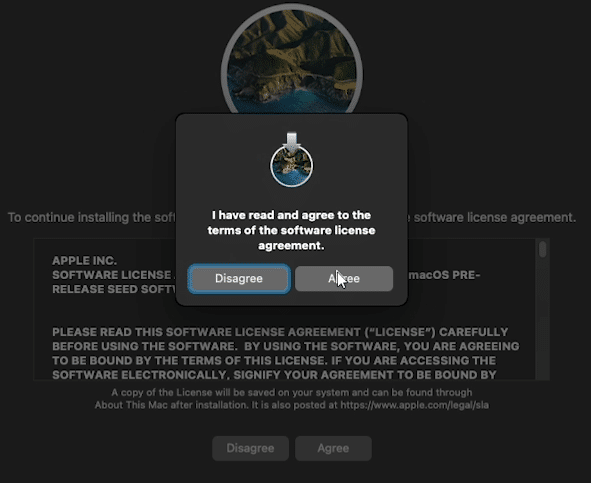 I have read and agree to the
terms of the software license
agreement.
Disagree
Agree
To continue installing the software license agreement.
APPLE INC.
SOFTWARE LICENSE macOS PRE-
RELEASE SEED
PLEASE READ THIS SOFTWARE LICENSE AGREEMENT (“LICENSE”) CAREFULLY
BEFORE USING THE SOFTWARE. BY USING THE SOFTWARE, YOU ARE AGREEING
TO BE BOUND BY THE TERMS OF THIS LICENSE. IF YOU ARE ACCESSING THE
SOFTWARE ELECTRONICALLY, SIGNIFY YOUR AGREEMENT TO BE BOUND BY
A copy of the License will be saved on your system and can be found through
About This Mac after installation. It is also posted at https://www.apple.com/legal/sla
Disagree
Agree